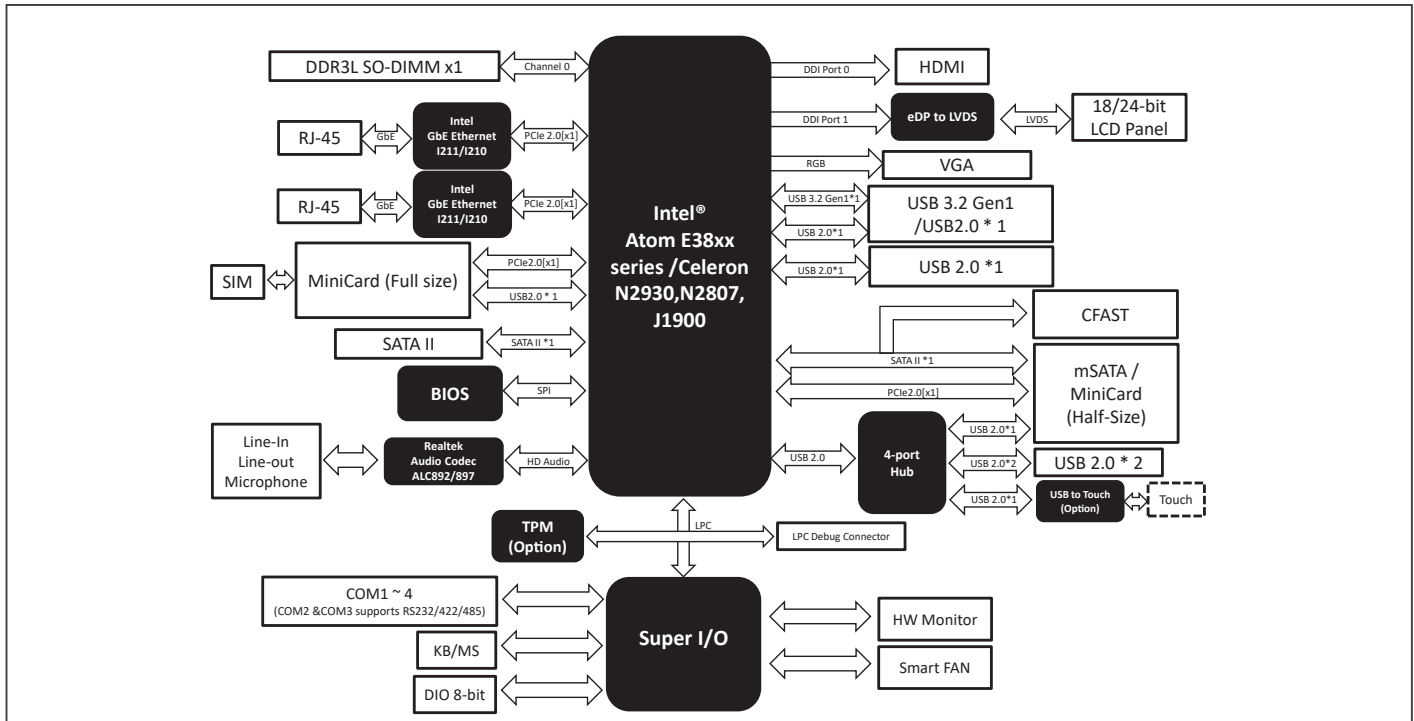 DDR3L SO-DIMM x1
Channel 0
RJ-45
GbE
Intel
GbE Ethernet
I211/I210
PCIe 2.0[x1]
RJ-45
GbE
Intel
GbE Ethernet
I211/I210
PCIe 2.0[x1]
SIM
MiniCard (Full size)
PCIe2.0[x1]
USB2.0 * 1
SATA II
SATA II *1
BIOS
SPI
Line-In
Line-out
Microphone
Realtek
Audio Codec
ALC892/897
HD Audio
Intel®
Atom E38xx
series /Celeron
N2930,N2807,
J1900
DDI Port 0
HDMI
DDI Port 1
eDP to LVDS
LVDS
18/24-bit
LCD Panel
RGB
VGA
USB 3.2 Gen1*1
USB 2.0*1
USB 3.2 Gen1
/USB2.0 * 1
USB 2.0*1
USB 2.0 *1
CFAST
SATA II *1
PCIe2.0[x1]
mSATA /
MiniCard
(Half-Size)
USB 2.0
4-port
Hub
USB 2.0*1
USB 2.0*2
USB 2.0 * 2
USB 2.0*1
USB to Touch
(Option)
Touch
TPM
(Option)
LPC
LPC Debug Connector
COM1 ~ 4
(COM2 &COM3 supports RS232/422/485)
KB/MS
DIO 8-bit
Super I/O
HW Monitor
Smart FAN